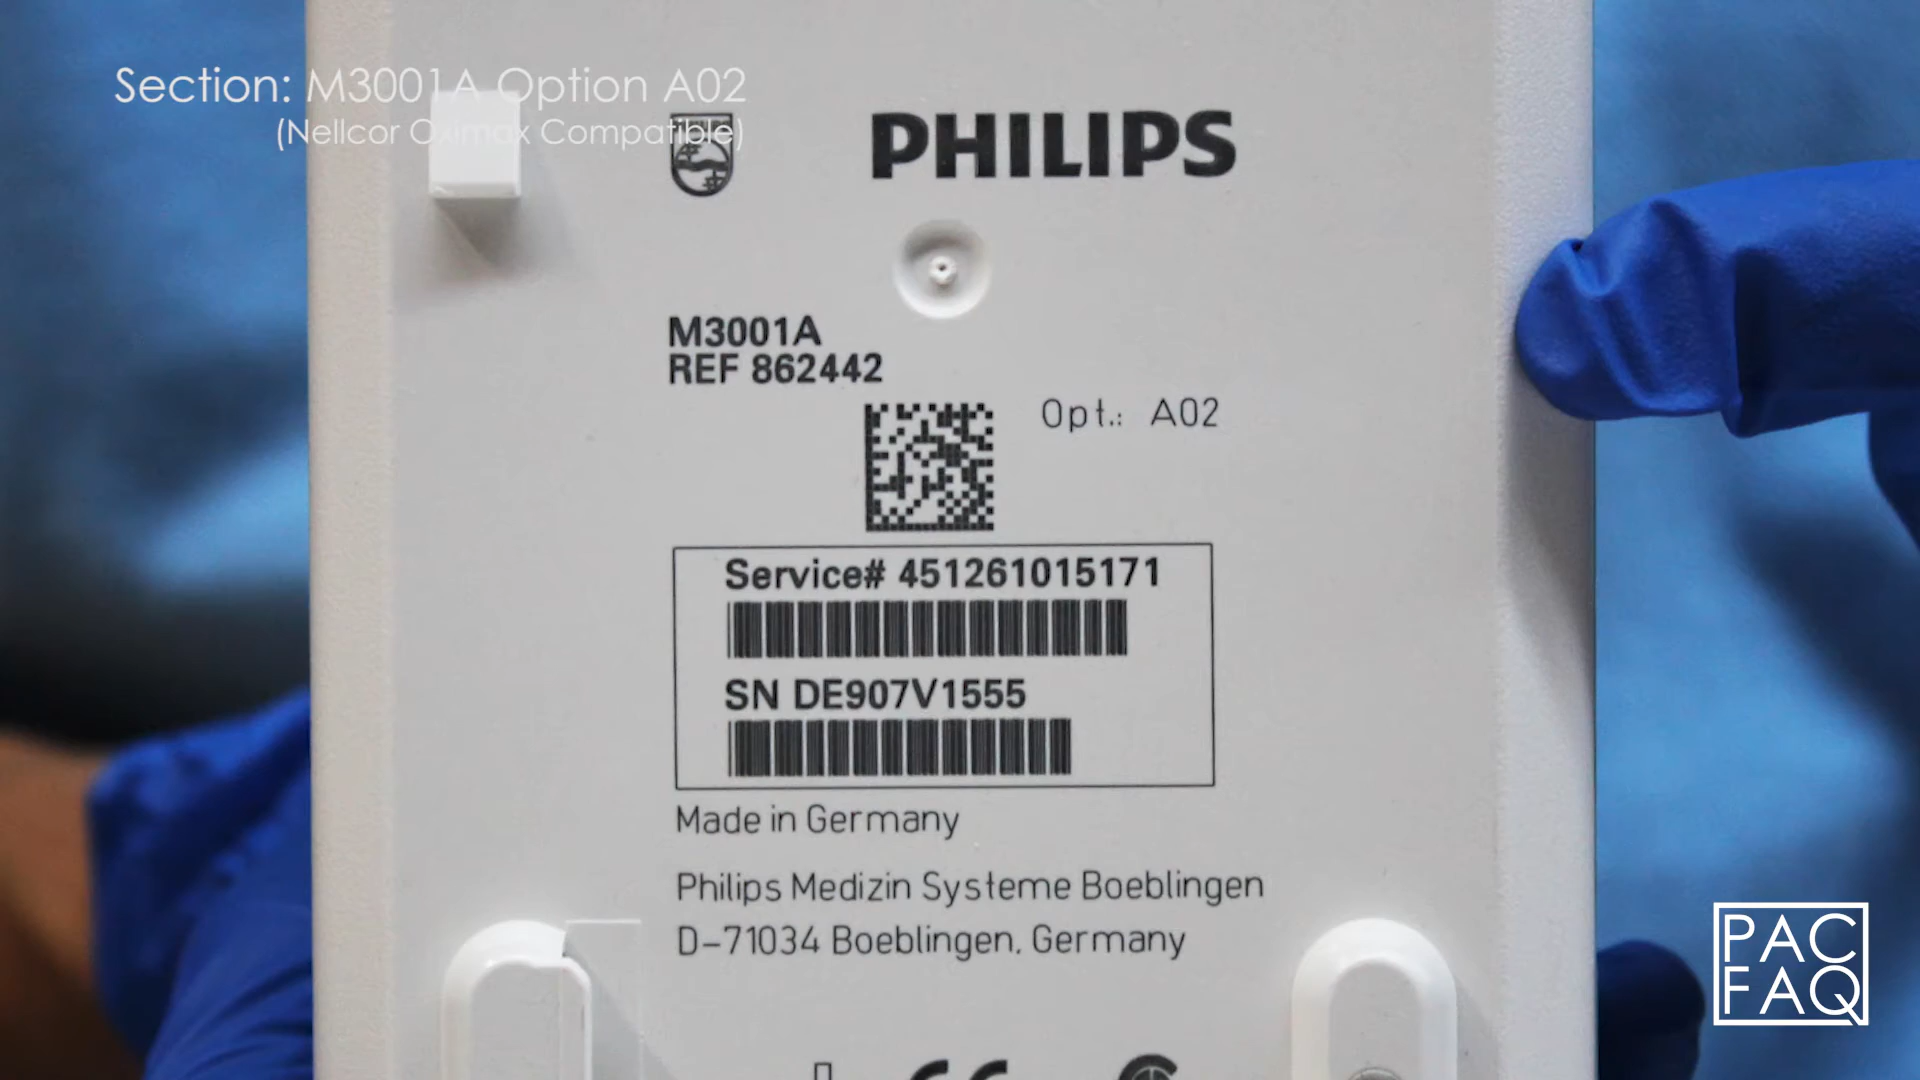 Section: M3001A Option A02
(Nellcor Oximax Compatible)
PHILIPS
M3001A
REF 862442
Opt.: A02
Service# 451261015171
SN DE907V1555
Made in Germany
Philips Medizin Systeme Boeblingen
D-71034 Boeblingen, Germany
PAC
FAQ